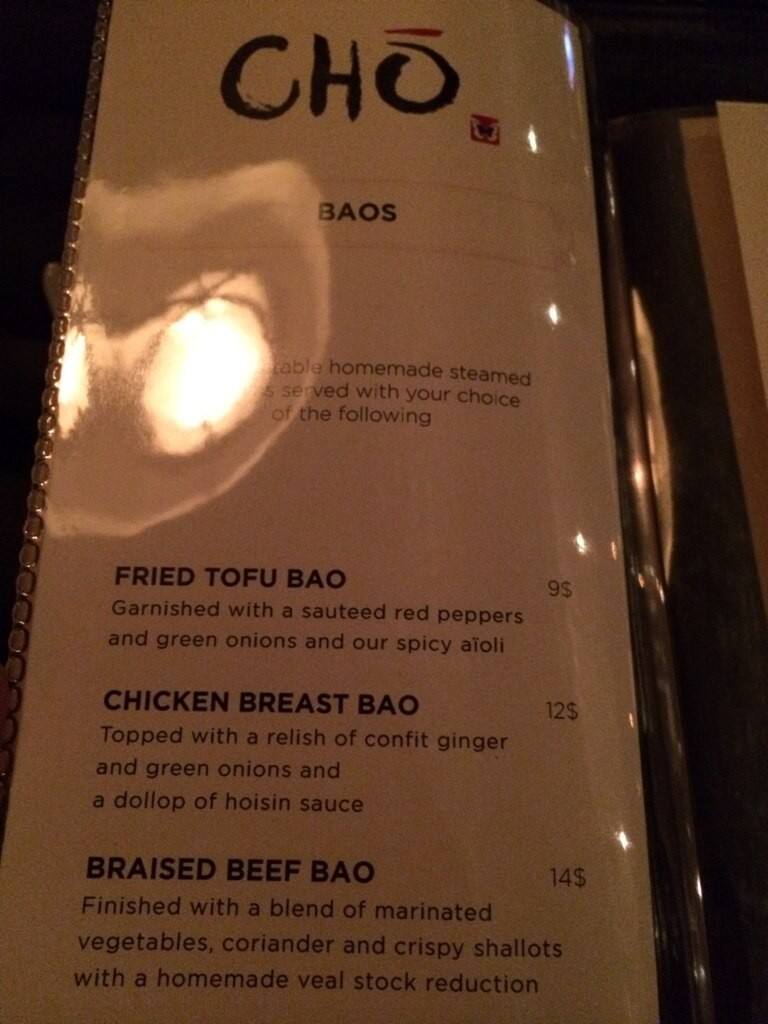 CHŌ
BAOS
homemade steamed
served with your choice
of the following
FRIED TOFU BAO 9$
Garnished with a sauteed red peppers
and green onions and our spicy aïoli
CHICKEN BREAST BAO 12$
Topped with a relish of confit ginger
and green onions and
a dollop of hoisin sauce
BRAISED BEEF BAO 14$
Finished with a blend of marinated
vegetables, coriander and crispy shallots
with a homemade veal stock reduction